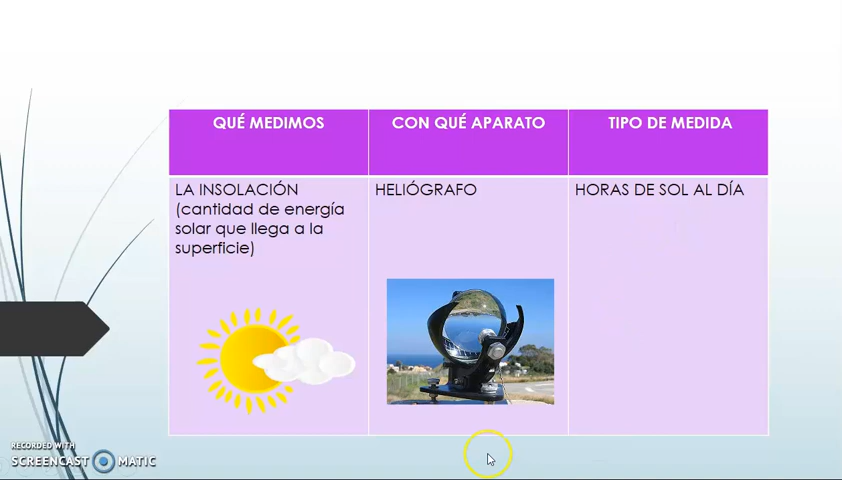 QUÉ MEDIMOS
CON QUÉ APARATO
TIPO DE MEDIDA
LA INSOLACIÓN
(cantidad de energía
solar que llega a la
superficie)
HELIÓGRAFO
HORAS DE SOL AL DÍA
RECORDED WITH
SCREENCAST MATIC